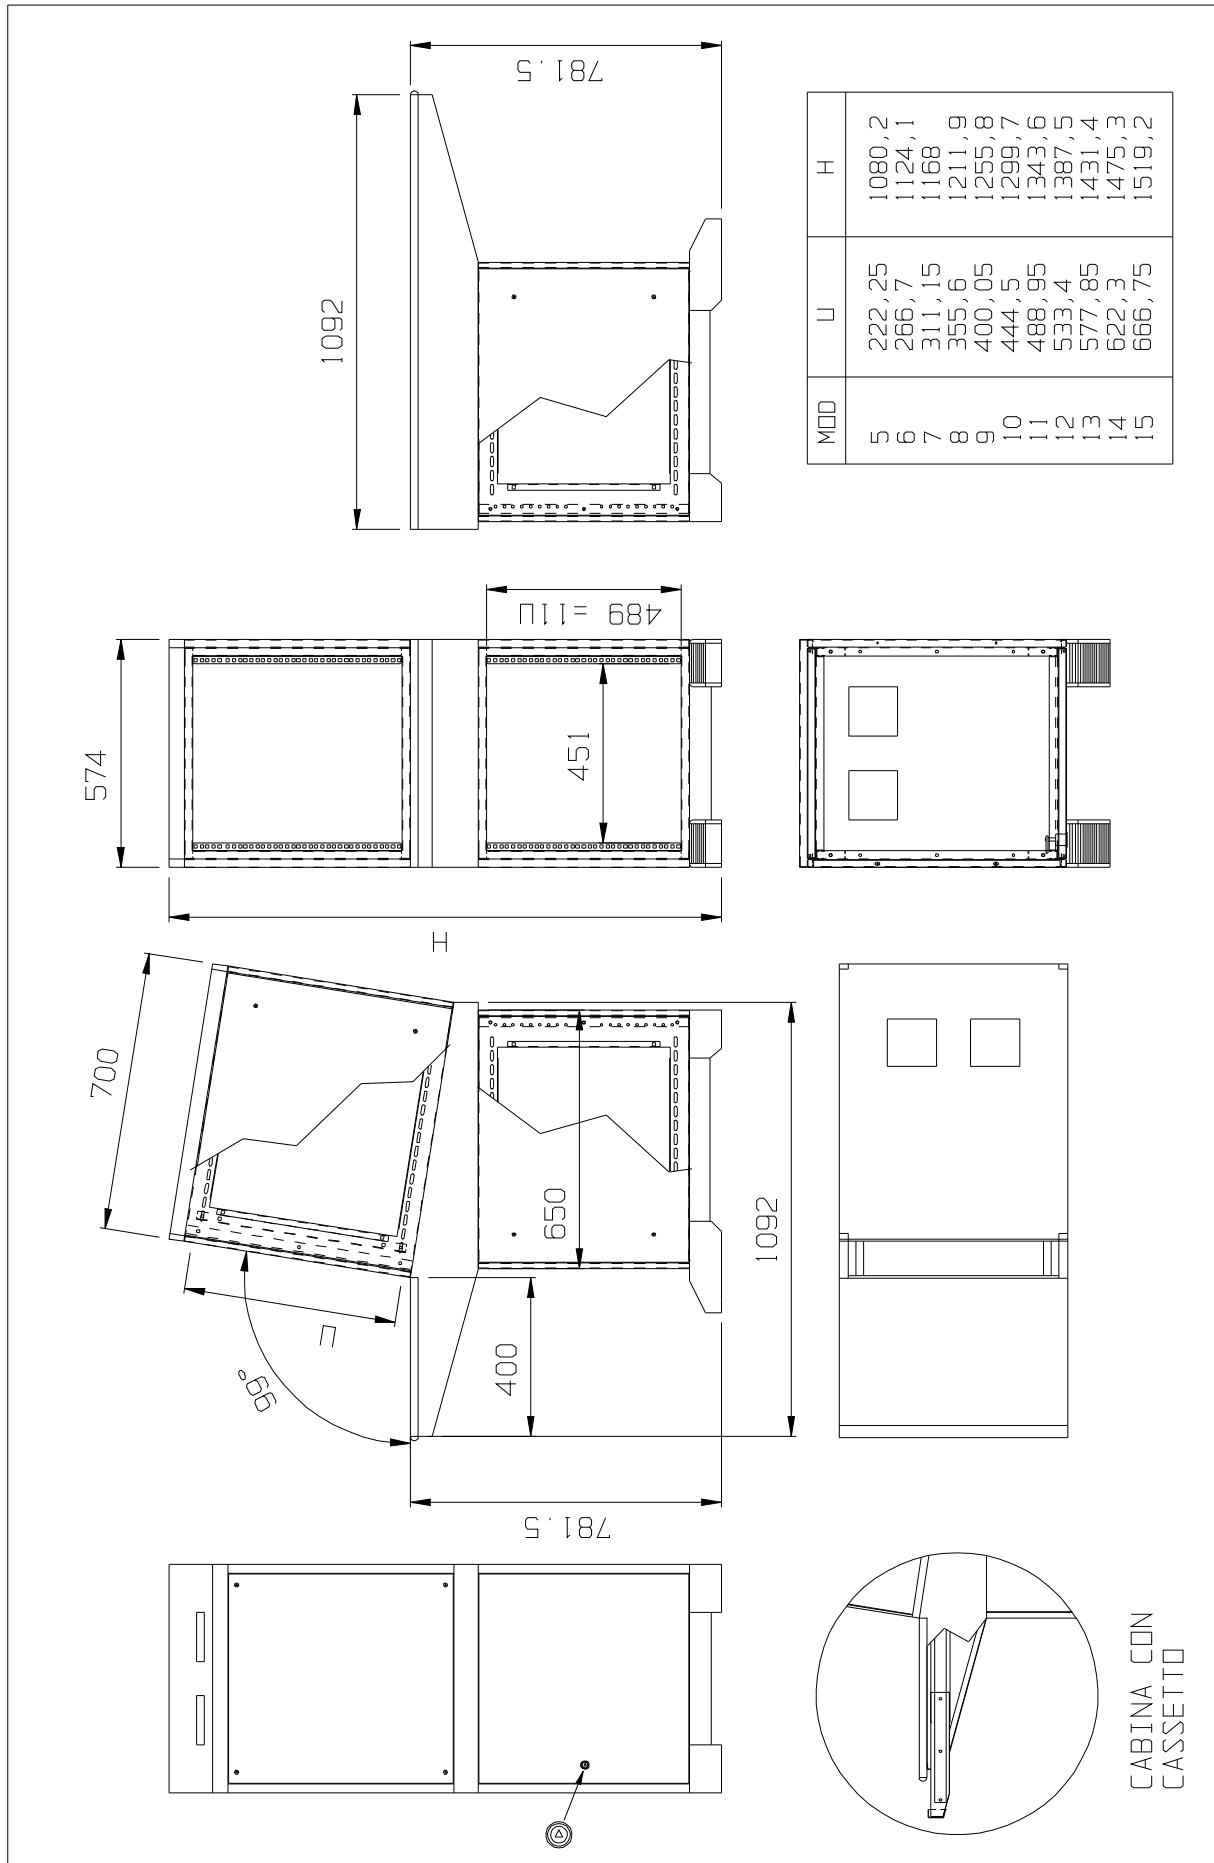 700
574
99°
U
1092
H
400
650
781.5
451
489 =11U
781.5
1092
MOD U H
5 222,25 1080,2
6 266,7 1124,1
7 311,15 1168
8 355,6 1211,9
9 400,05 1255,8
10 444,5 1299,7
11 488,95 1343,6
12 533,4 1387,5
13 577,85 1431,4
14 622,3 1475,3
15 666,75 1519,2
CABINA CON
CASSETTO